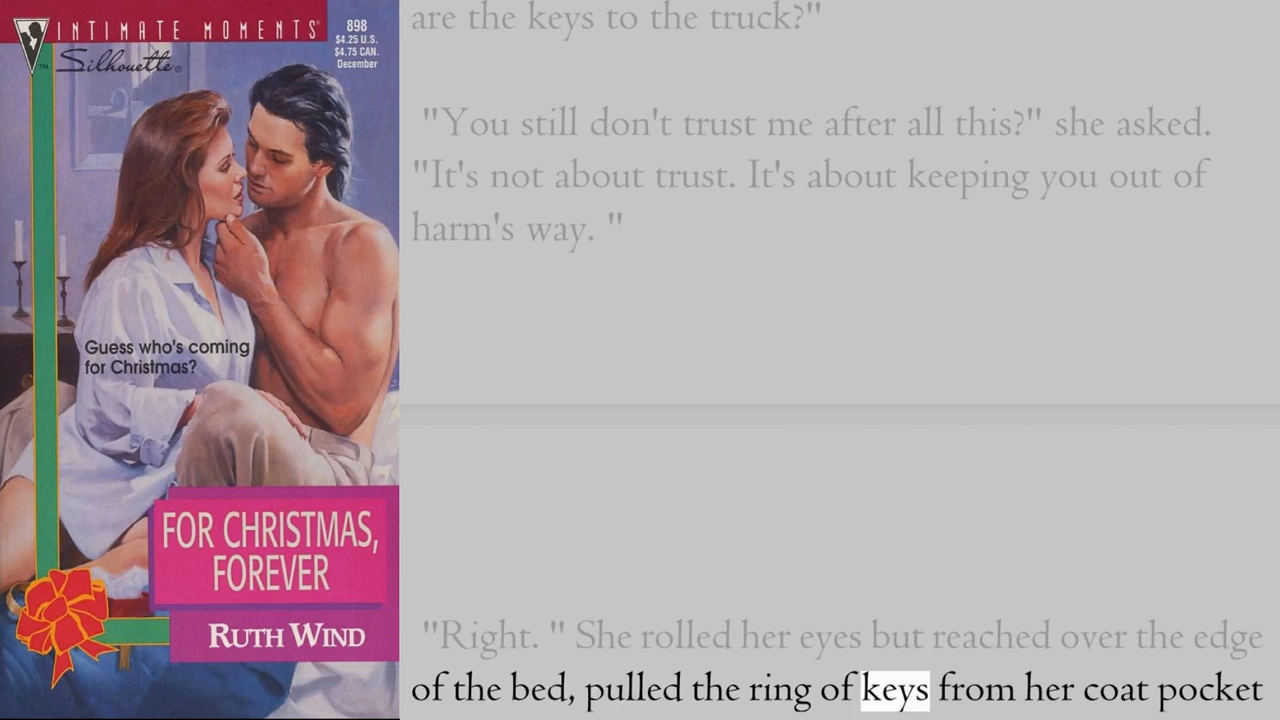 INTIMATE MOMENTS®
Silhouette®
™
898
$4.25 U.S.
$4.75 CAN.
December
Guess who's coming
for Christmas?
FOR CHRISTMAS,
FOREVER
RUTH WIND
are the keys to the truck?"
"You still don't trust me after all this?" she asked.
"It's not about trust. It's about keeping you out of
harm's way. "
"Right. " She rolled her eyes but reached over the edge
of the bed, pulled the ring of keys from her coat pocket